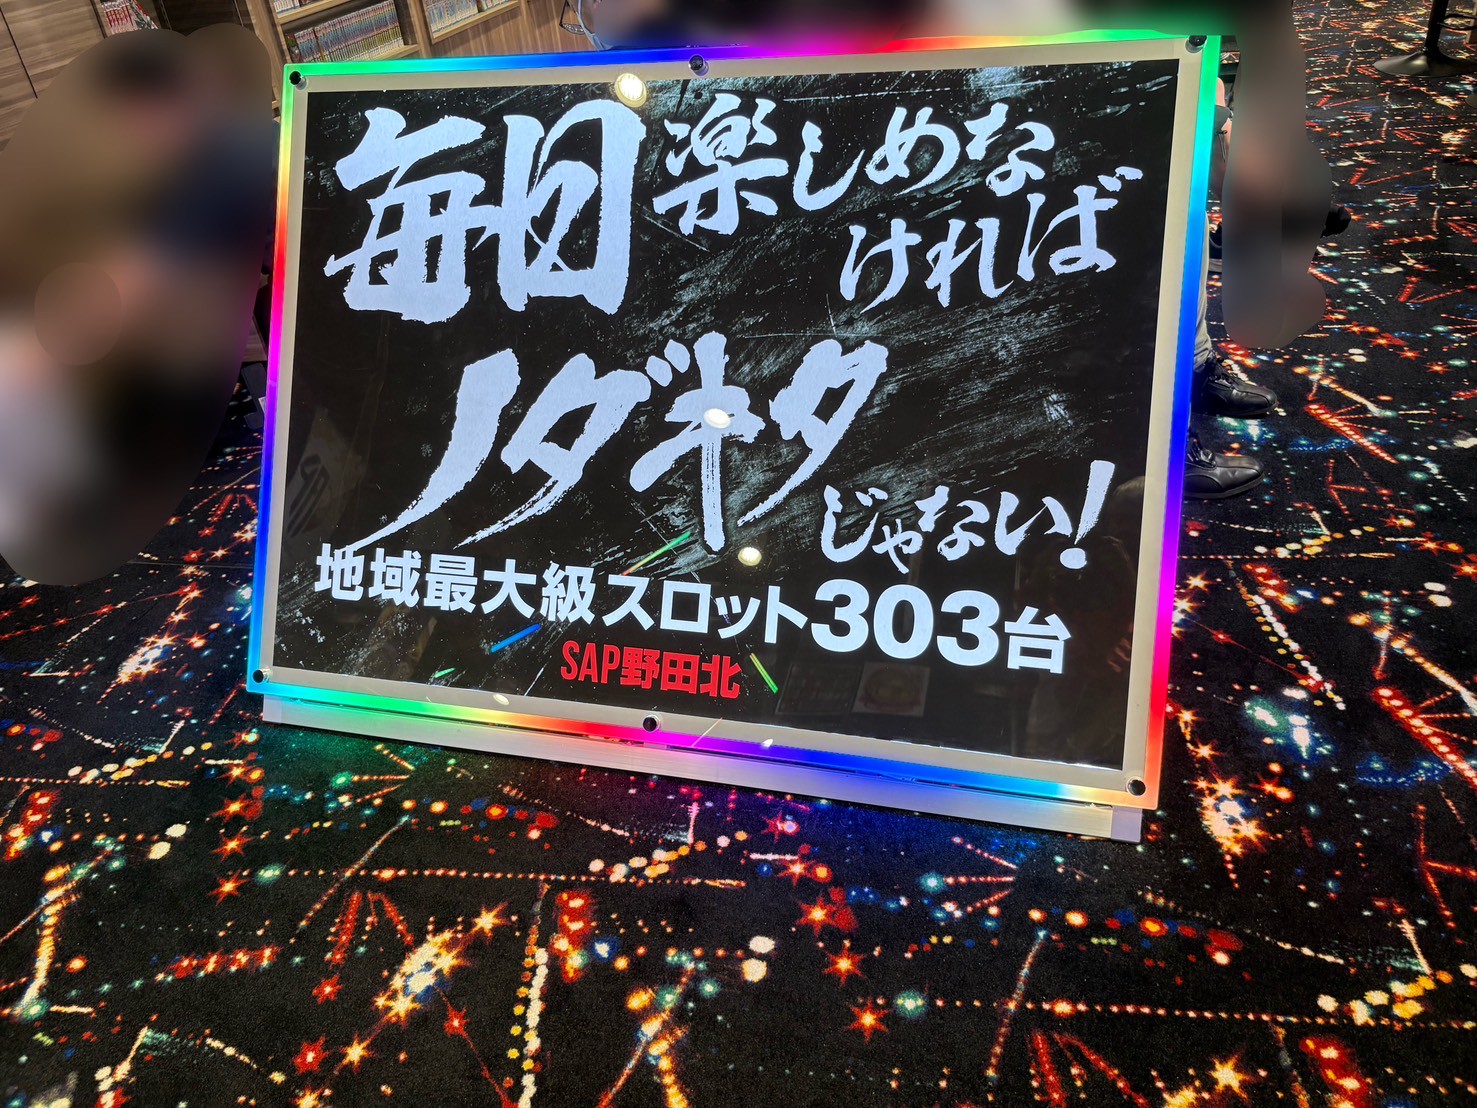 毎日楽しめな
ければ
ノダキタ
じゃない!
地域最大級スロット303台
SAP野田北